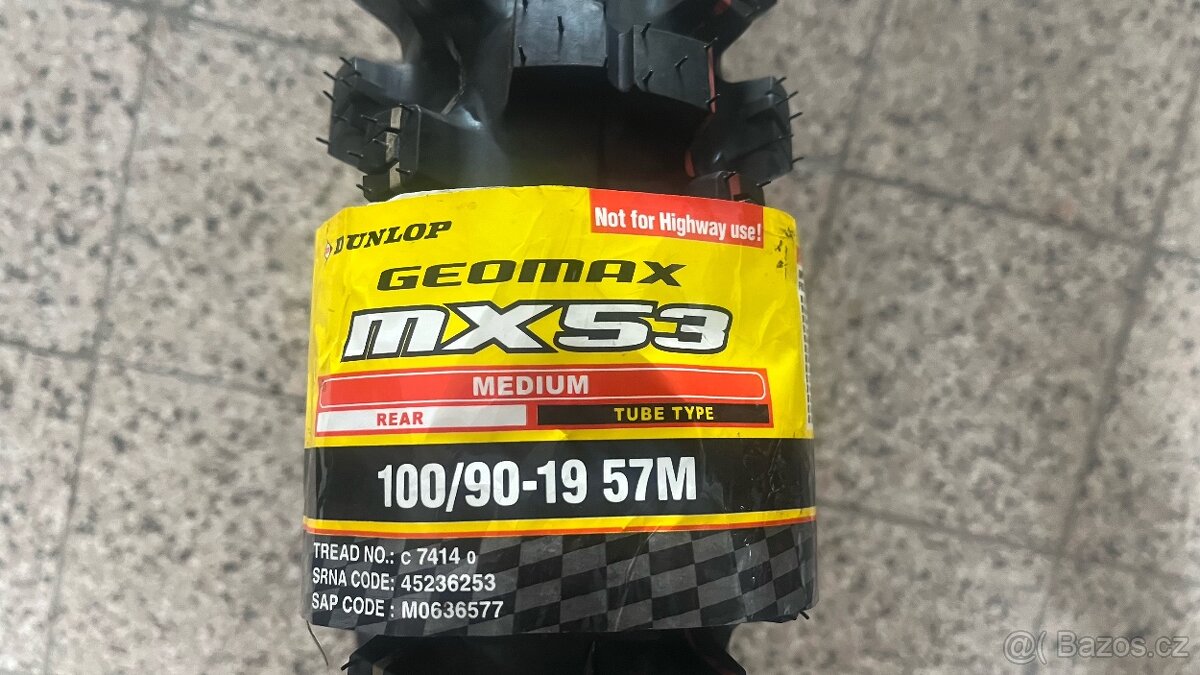 DUNLOP
Not for Highway use!
GEOMAX
MX53
MEDIUM
REAR
TUBE TYPE
100/90-19 57M
TREAD NO.: C 7414 0
SRNA CODE: 45236253
SAP CODE : M0636577
@( Bazos.cz